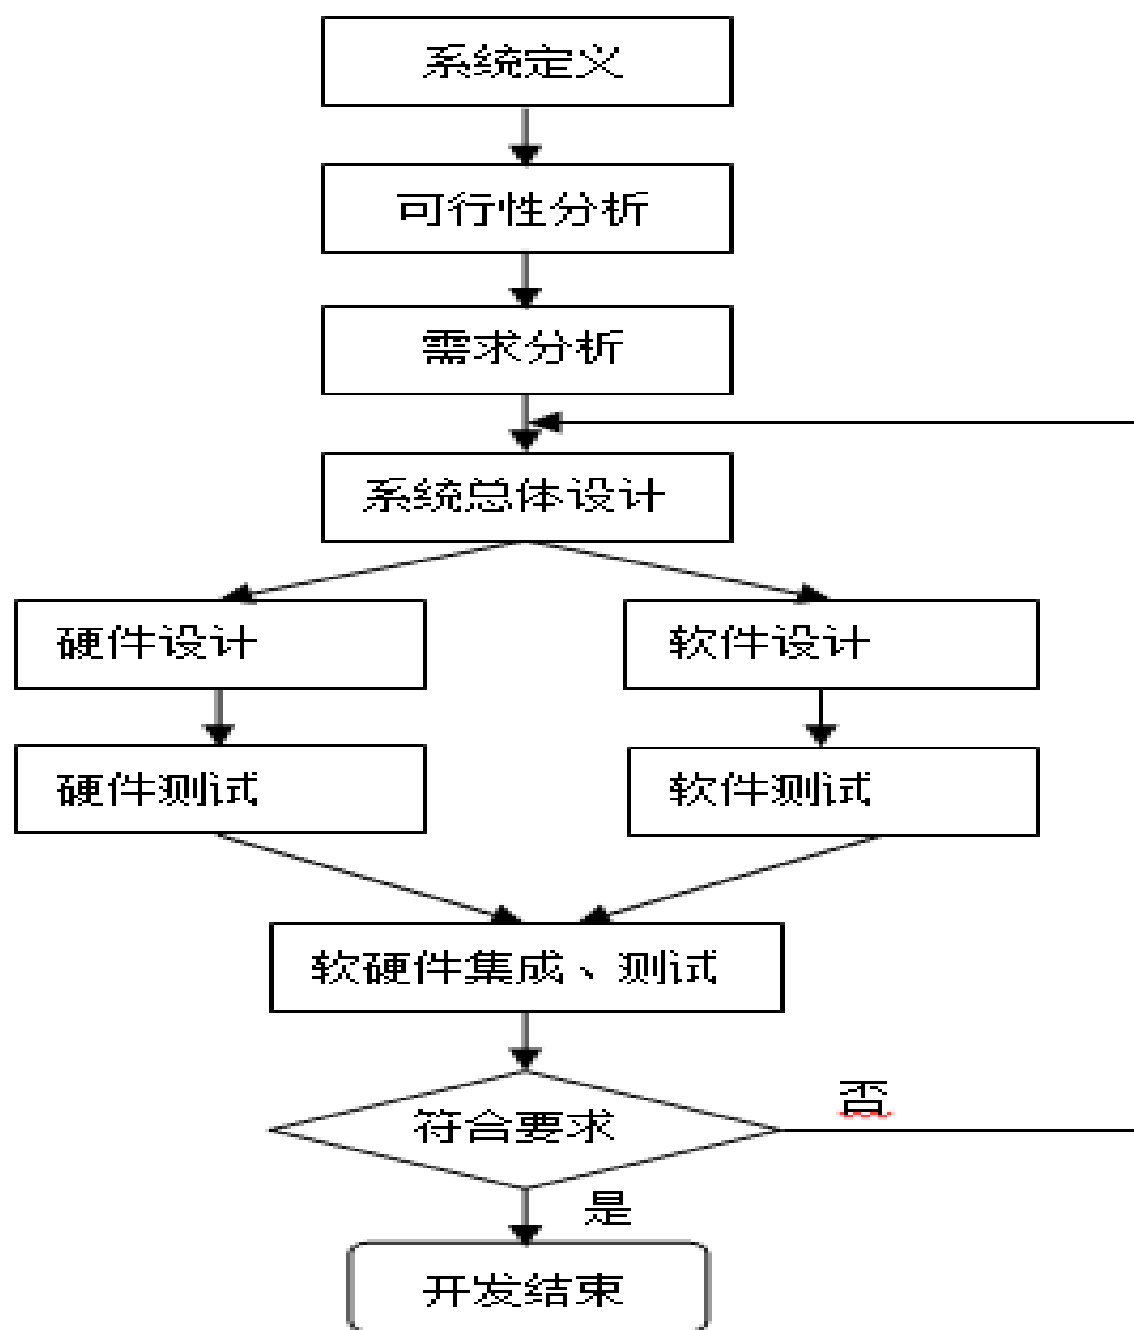 系统定义
可行性分析
需求分析
系统总体设计
硬件设计
软件设计
硬件测试
软件测试
软硬件集成、测试
符合要求
否
是
开发结束